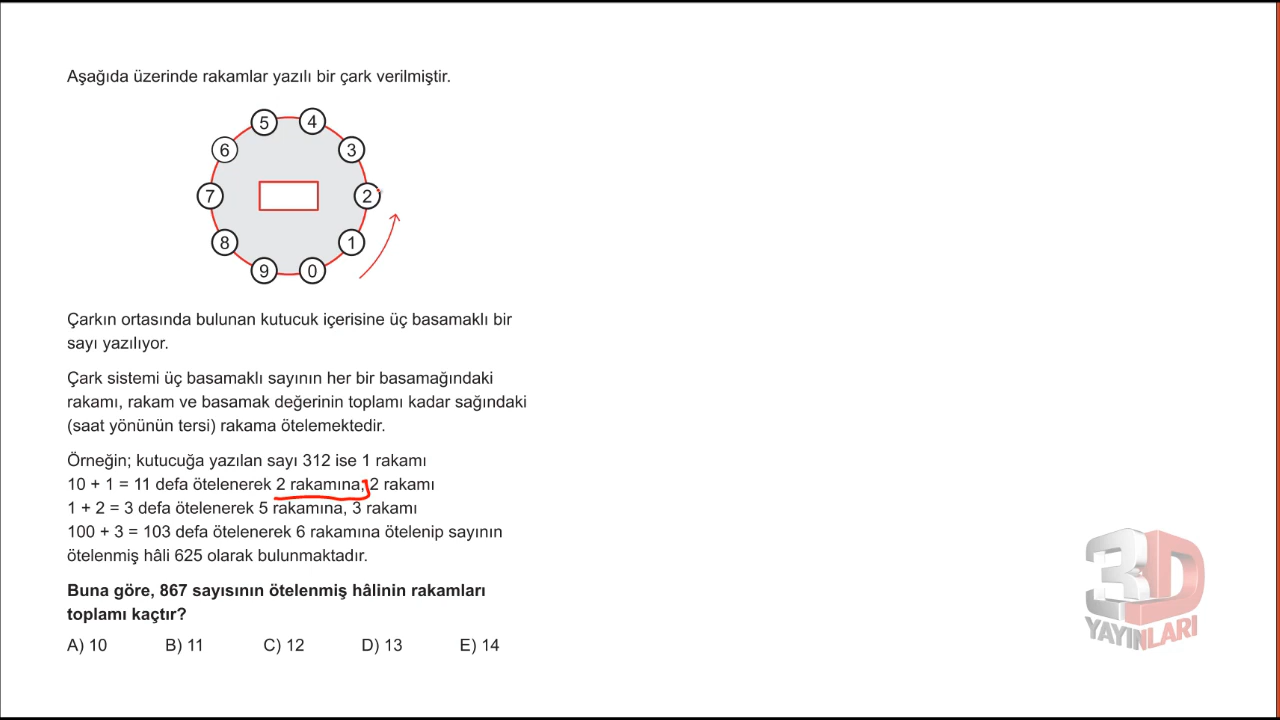 Aşağıda üzerinde rakamlar yazılı bir çark verilmiştir.
5 4
6 3
7 2
8 1
9 0
Çarkın ortasında bulunan kutucuk içerisine üç basamaklı bir
sayı yazılıyor.
Çark sistemi üç basamaklı sayının her bir basamağındaki
rakamı, rakam ve basamak değerinin toplamı kadar sağındaki
(saat yönünün tersi) rakama ötelemektedir.
Örneğin; kutucuğa yazılan sayı 312 ise 1 rakamı
10 + 1 = 11 defa ötelenerek 2 rakamına, 2 rakamı
1 + 2 = 3 defa ötelenerek 5 rakamına, 3 rakamı
100 + 3 = 103 defa ötelenerek 6 rakamına ötelenip sayının
ötelenmiş hâli 625 olarak bulunmaktadır.
Buna göre, 867 sayısının ötelenmiş hâlinin rakamları
toplamı kaçtır?
A) 10 B) 11 C) 12 D) 13 E) 14
3D
YAYINLARI